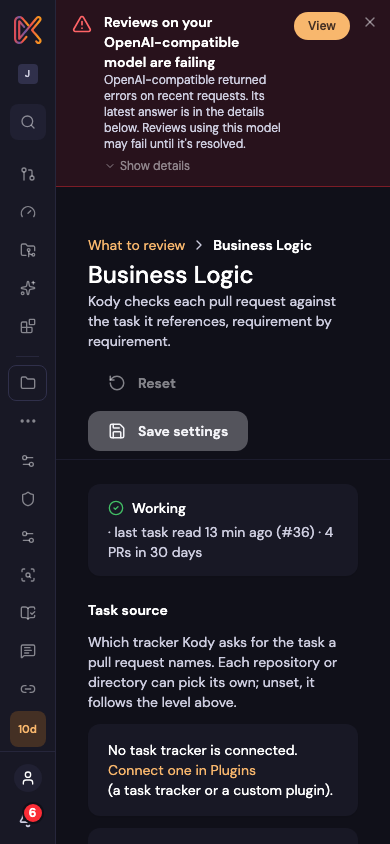 Reviews on your
OpenAI-compatible
model are failing
View
OpenAI-compatible returned
errors on recent requests. Its
latest answer is in the details
below. Reviews using this model
may fail until it's resolved.
Show details
J
What to review > Business Logic
Business Logic
Kody checks each pull request against
the task it references, requirement by
requirement.
Reset
Save settings
Working
· last task read 13 min ago (#36) · 4
PRs in 30 days
Task source
Which tracker Kody asks for the task a
pull request names. Each repository or
directory can pick its own; unset, it
follows the level above.
No task tracker is connected.
Connect one in Plugins
(a task tracker or a custom plugin).
10d
6